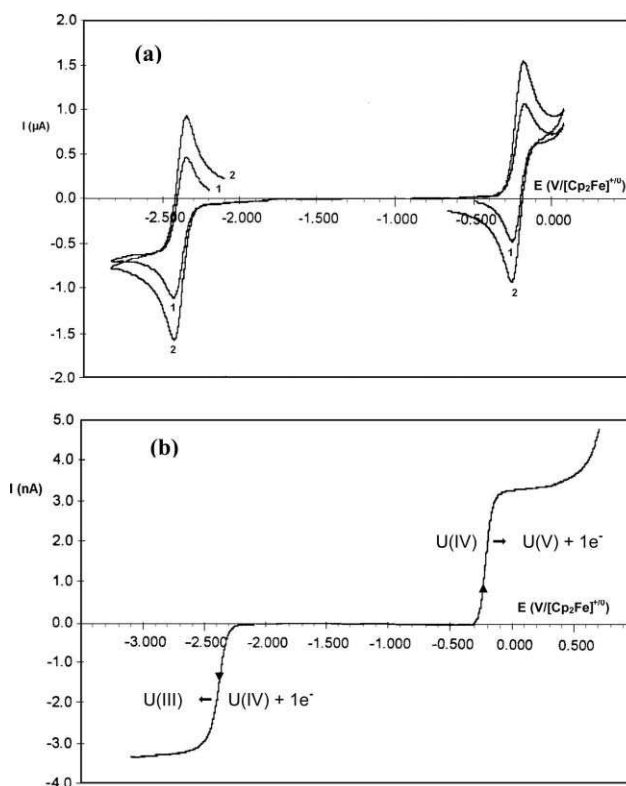 (a)
2.0
1.5
1.0
I (µA)
0.5
0.0
-0.5
-1.0
-1.5
2.0
2
1
E (V/[Cp₂Fe]⁺ᐟ⁰)
-2.500 -2.000 -1.500 -1.000 -0.500 0.000
1
2
1
2
(b)
5.0
4.0
I (nA)
3.0
2.0
1.0
0.0
-1.0
-2.0
-3.0
-4.0
U(IV) → U(V) + 1e⁻
E (V/[Cp₂Fe]⁺ᐟ⁰)
-3.000 -2.500 -2.000 -1.500 -1.000 -0.500 0.000 0.500
U(III) ← U(IV) + 1e⁻